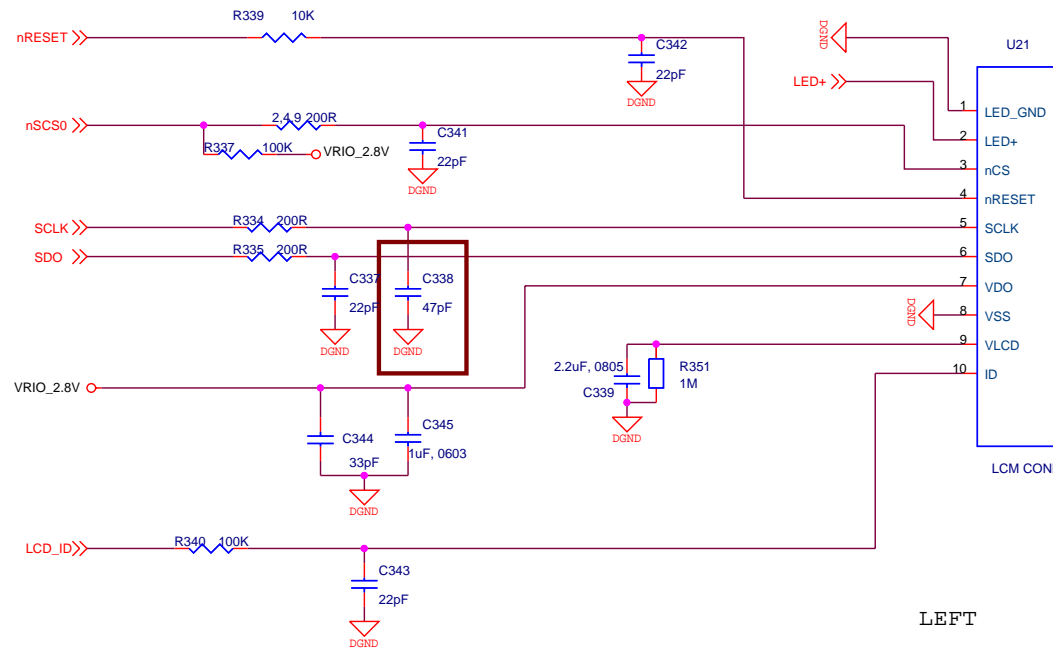 R339 10K
nRESET
C342
22pF
DGND
DGND
U21
LED+
1 LED_GND
2 LED+
3 nCS
4 nRESET
5 SCLK
6 SDO
7 VDO
8 VSS
9 VLCD
10 ID
nSCS0
2,4,9 200R
R337 100K
VRIO_2.8V
C341
22pF
DGND
SCLK
R334 200R
SDO
R335 200R
C337
22pF
DGND
C338
47pF
DGND
DGND
2.2uF, 0805
C339
R351
1M
DGND
VRIO_2.8V
C344
33pF
C345
1uF, 0603
DGND
LCM CON
LCD_ID
R340 100K
C343
22pF
DGND
LEFT